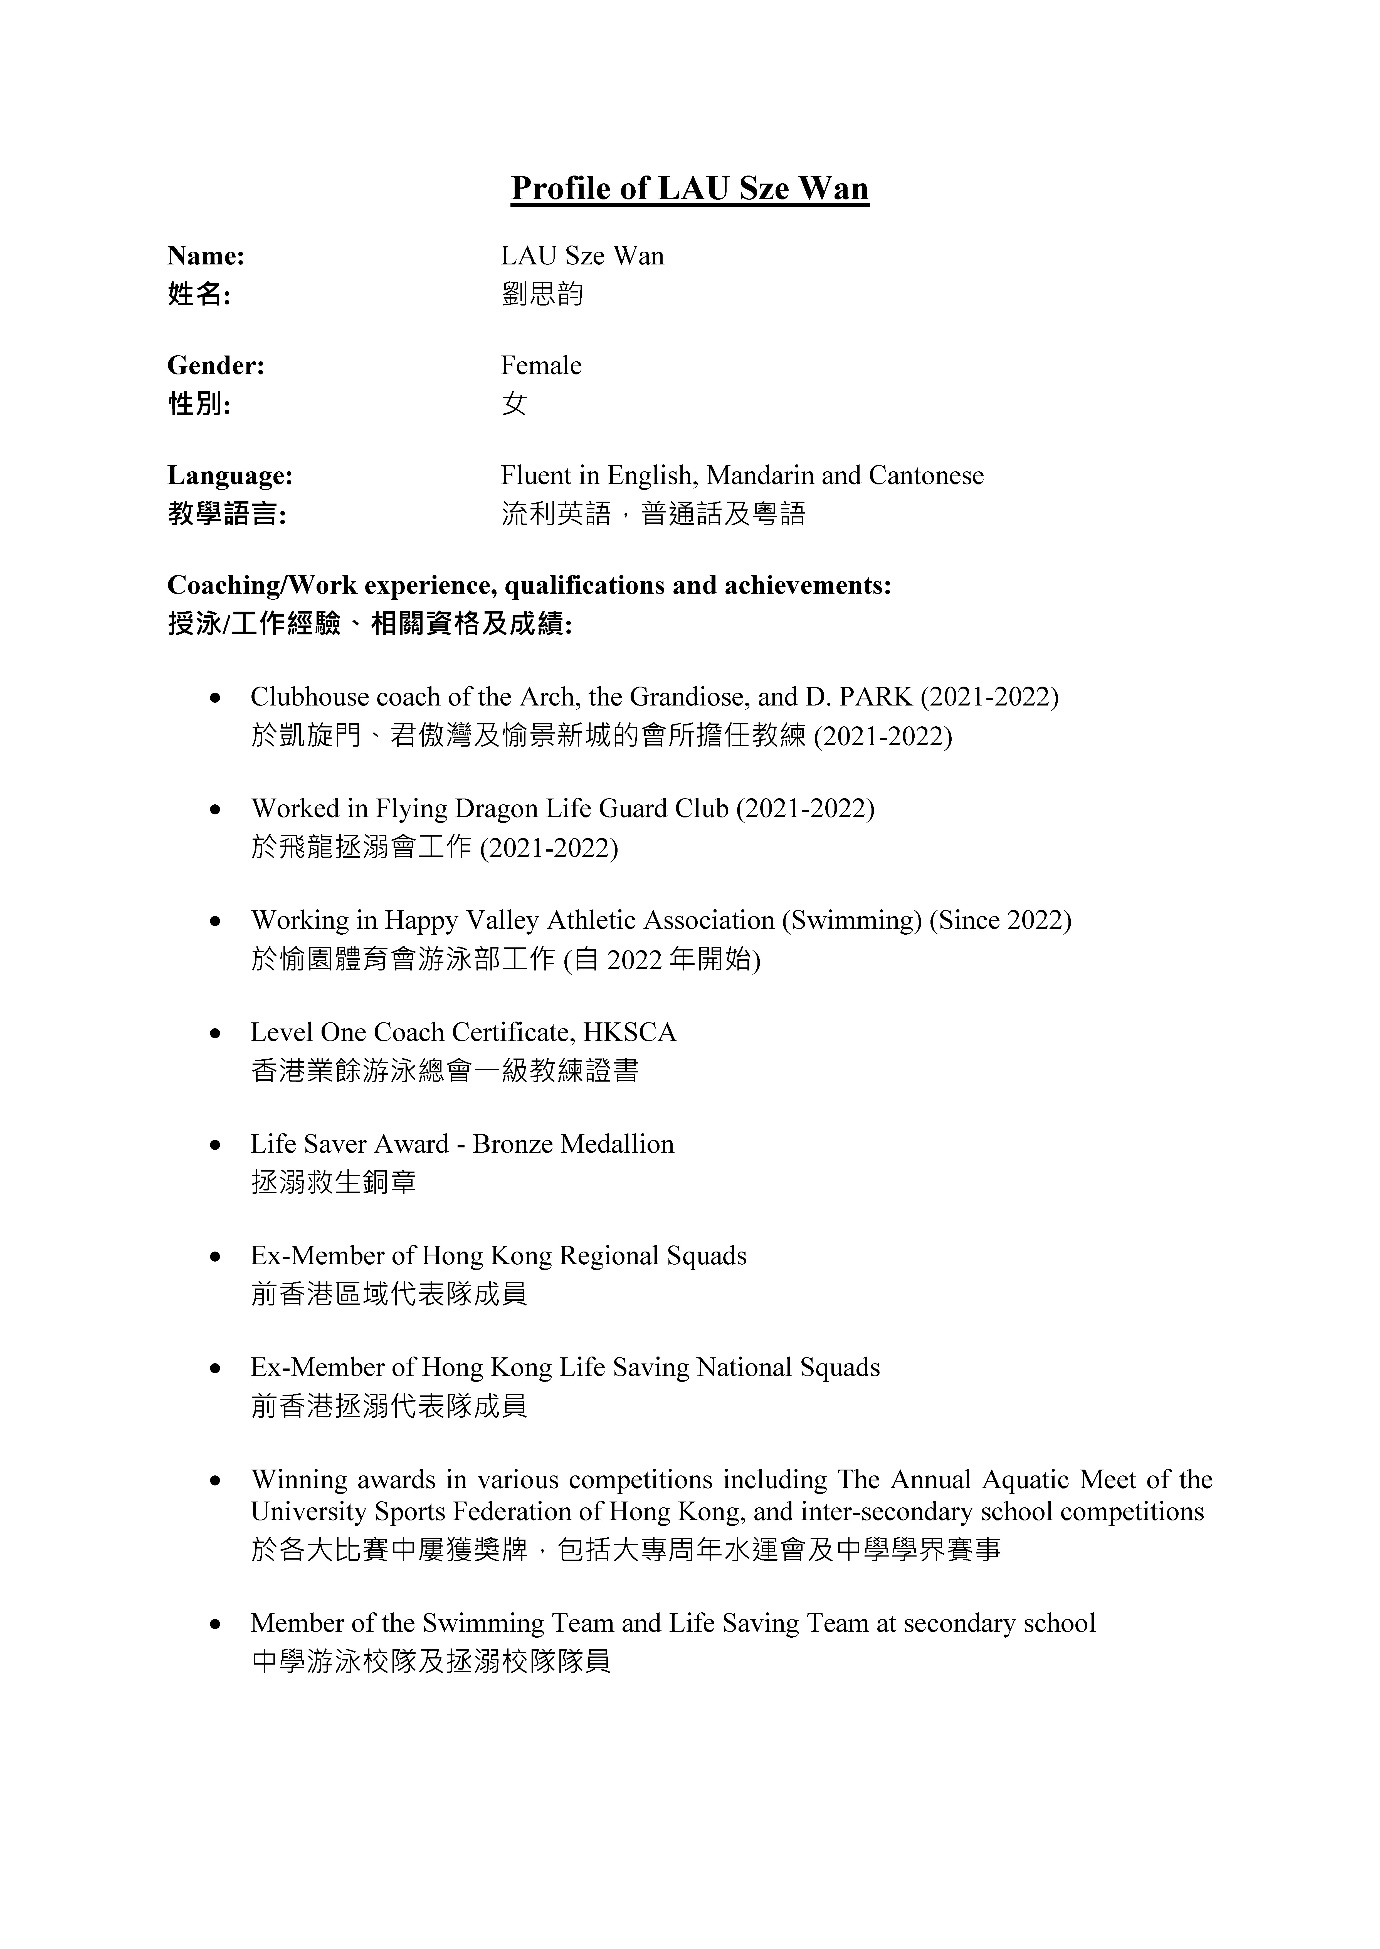 Profile of LAU Sze Wan
Name: LAU Sze Wan
姓名: 劉思韵
Gender: Female
性別: 女
Language: Fluent in English, Mandarin and Cantonese
教學語言: 流利英語，普通話及粵語
Coaching/Work experience, qualifications and achievements:
授泳/工作經驗、相關資格及成績:
• Clubhouse coach of the Arch, the Grandiose, and D. PARK (2021-2022)
於凱旋門、君傲灣及愉景新城的會所擔任教練 (2021-2022)
• Worked in Flying Dragon Life Guard Club (2021-2022)
於飛龍拯溺會工作 (2021-2022)
• Working in Happy Valley Athletic Association (Swimming) (Since 2022)
於愉園體育會游泳部工作 (自 2022 年開始)
• Level One Coach Certificate, HKSCA
香港業餘游泳總會一級教練證書
• Life Saver Award - Bronze Medallion
拯溺救生銅章
• Ex-Member of Hong Kong Regional Squads
前香港區域代表隊成員
• Ex-Member of Hong Kong Life Saving National Squads
前香港拯溺代表隊成員
• Winning awards in various competitions including The Annual Aquatic Meet of the
University Sports Federation of Hong Kong, and inter-secondary school competitions
於各大比賽中屢獲獎牌，包括大專周年水運會及中學學界賽事
• Member of the Swimming Team and Life Saving Team at secondary school
中學游泳校隊及拯溺校隊隊員